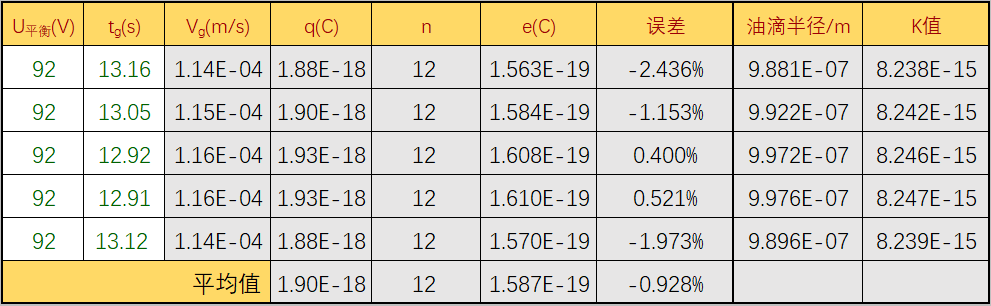 U平衡(V) tg(s) Vg(m/s) q(C) n e(C) 误差 油滴半径/m K值
92 13.16 1.14E-04 1.88E-18 12 1.563E-19 -2.436% 9.881E-07 8.238E-15
92 13.05 1.15E-04 1.90E-18 12 1.584E-19 -1.153% 9.922E-07 8.242E-15
92 12.92 1.16E-04 1.93E-18 12 1.608E-19 0.400% 9.972E-07 8.246E-15
92 12.91 1.16E-04 1.93E-18 12 1.610E-19 0.521% 9.976E-07 8.247E-15
92 13.12 1.14E-04 1.88E-18 12 1.570E-19 -1.973% 9.896E-07 8.239E-15
平均值 1.90E-18 12 1.587E-19 -0.928%